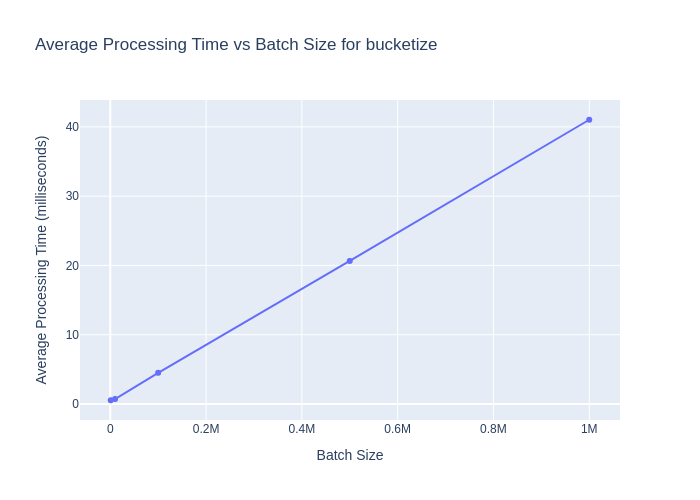 Average Processing Time vs Batch Size for bucketize
Average Processing Time (milliseconds)
40
30
20
10
0
0
0.2M
0.4M
0.6M
0.8M
1M
Batch Size